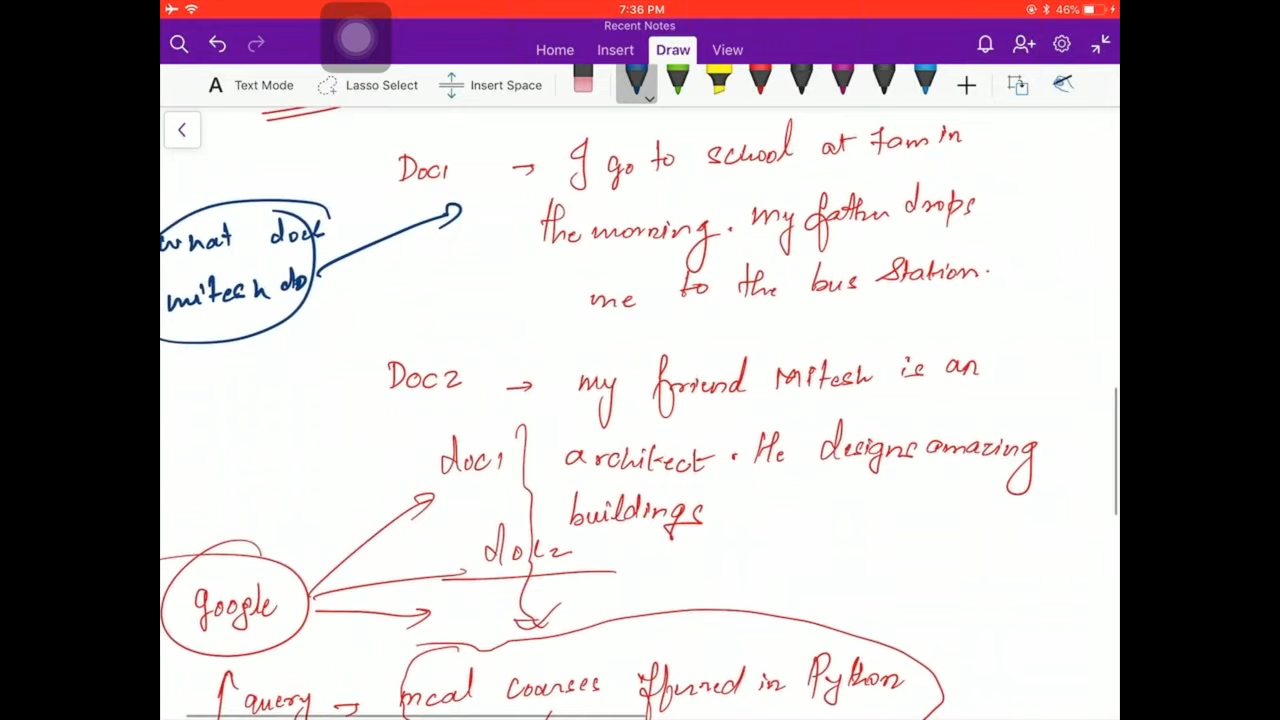 7:36 PM
46%
Recent Notes
Home Insert Draw View
Text Mode Lasso Select Insert Space
Doc1 → I go to school at 7am in
the morning. My father drops
me to the bus station.
what does
mitesh do
Doc2 → my friend Mitesh is an
doc1 architect. He designs amazing
buildings
doc2
google
query → mcal courses offered in Python